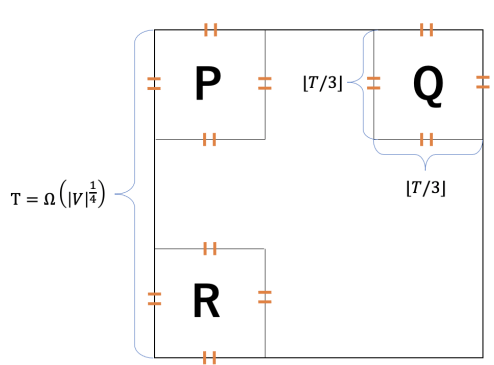 P
Q
⌊T/3⌋
⌊T/3⌋
T = Ω(|V|^{1/4})
R